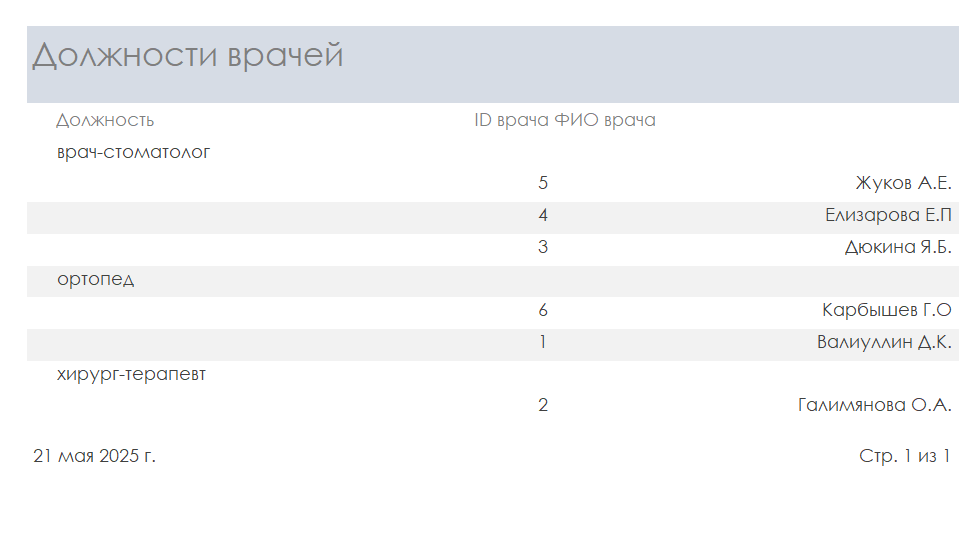 Должности врачей
Должность ID врача ФИО врача
врач-стоматолог
5 Жуков А.Е.
4 Елизарова Е.П
3 Дюкина Я.Б.
ортопед
6 Карбышев Г.О
1 Валиуллин Д.К.
хирург-терапевт
2 Галимянова О.А.
21 мая 2025 г. Стр. 1 из 1